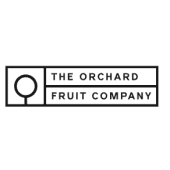 THE ORCHARD
FRUIT COMPANY